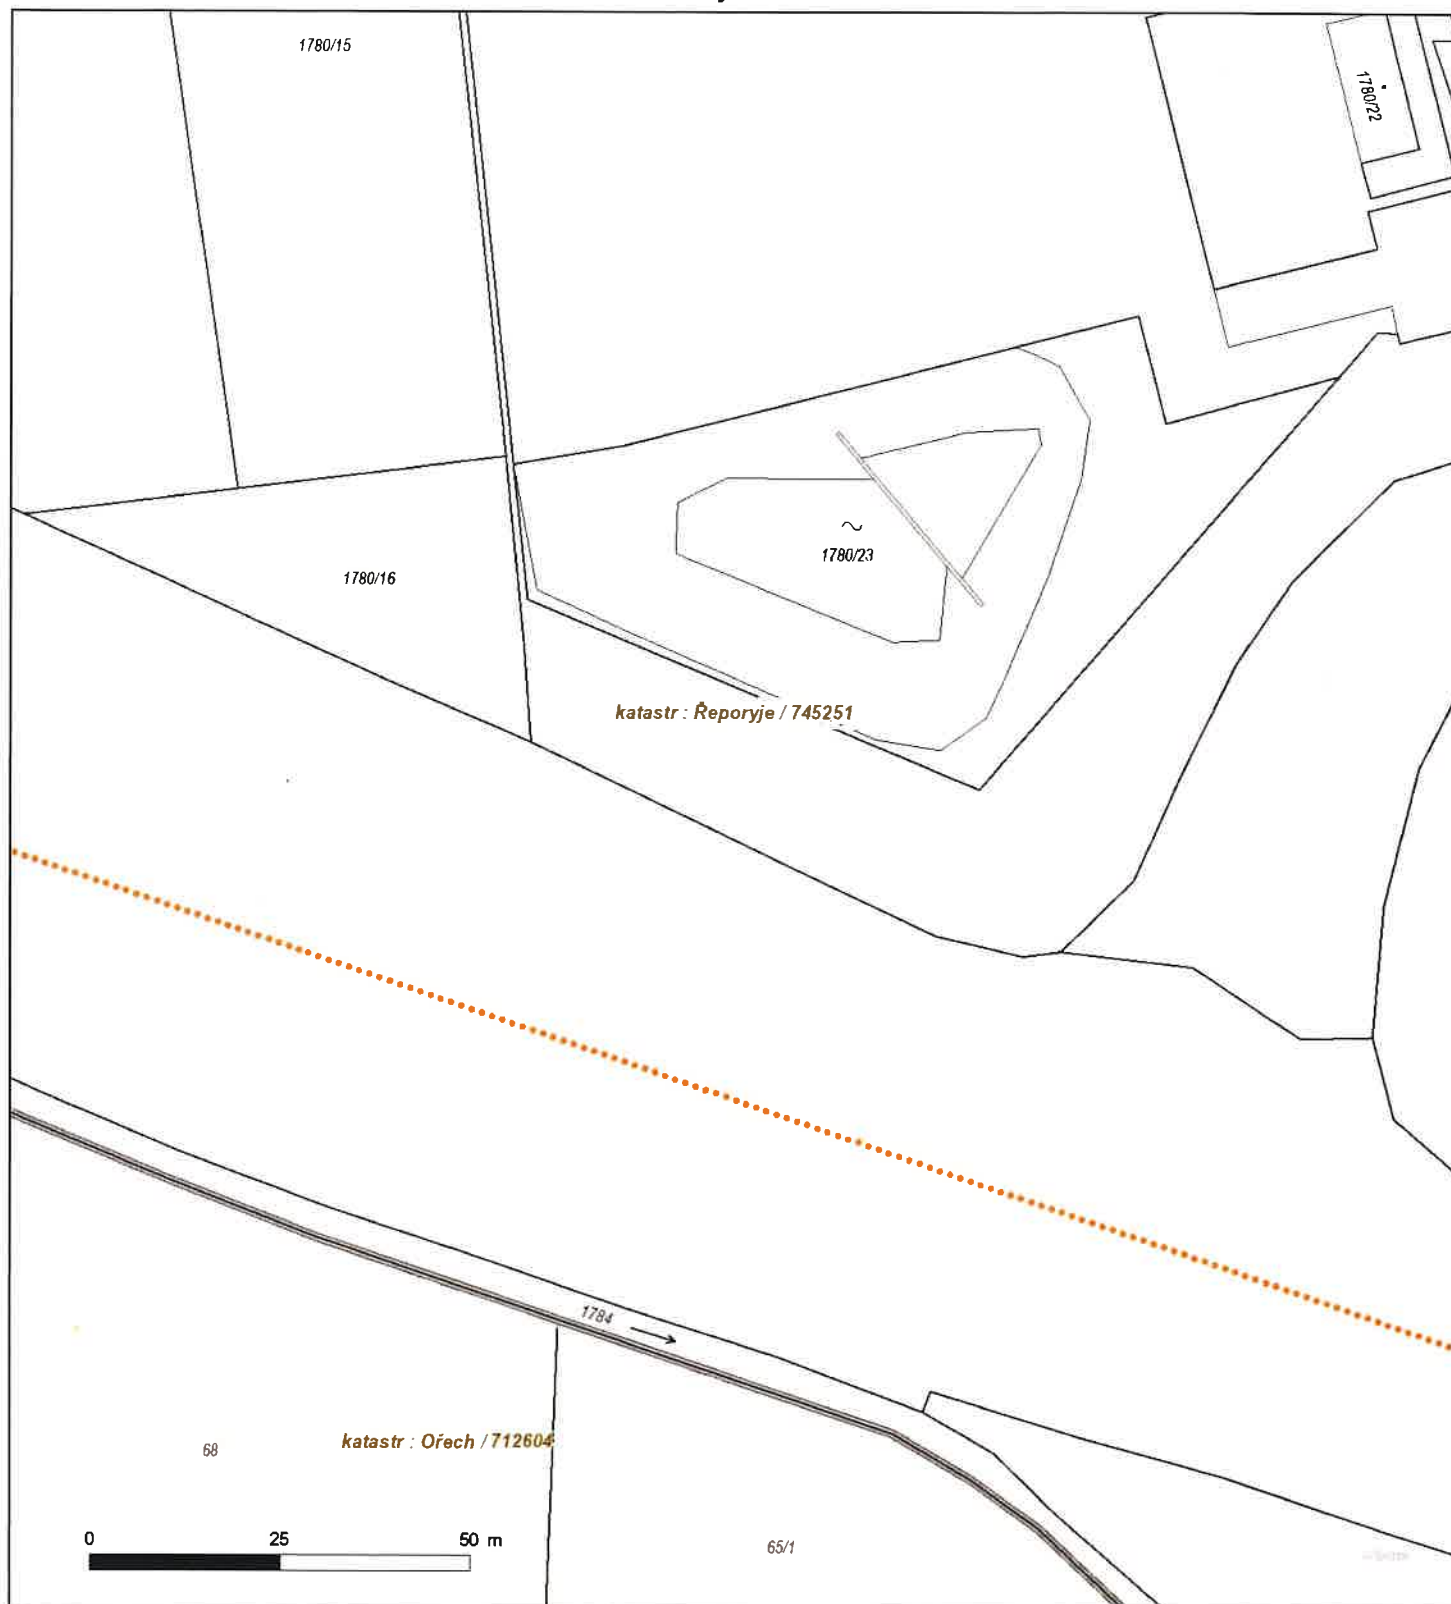 1780/15
1780/22
1780/23
1780/16
katastr : Řeporyje / 745251
1784
katastr : Ořech / 712604
68
0 25 50 m
65/1